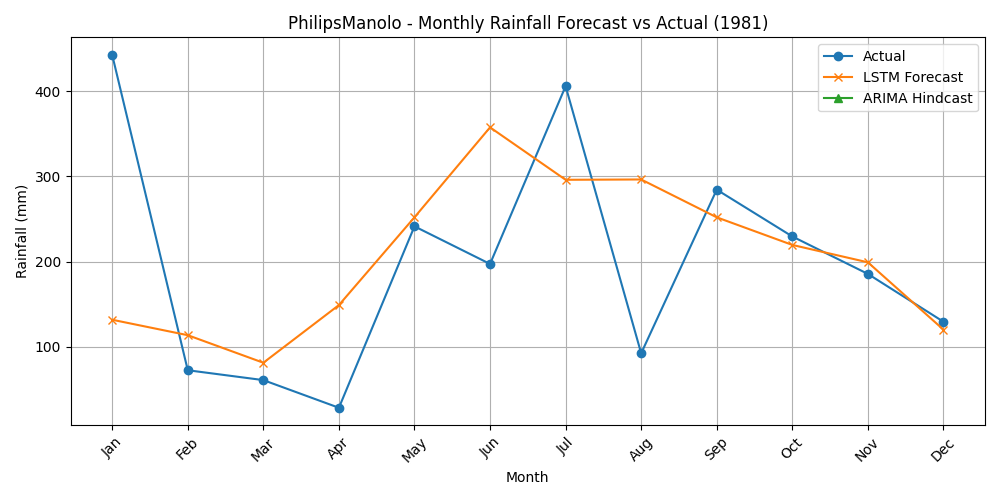 PhilipsManolo - Monthly Rainfall Forecast vs Actual (1981)
Actual
LSTM Forecast
ARIMA Hindcast
Rainfall (mm)
400
300
200
100
Jan
Feb
Mar
Apr
May
Jun
Jul
Aug
Sep
Oct
Nov
Dec
Month